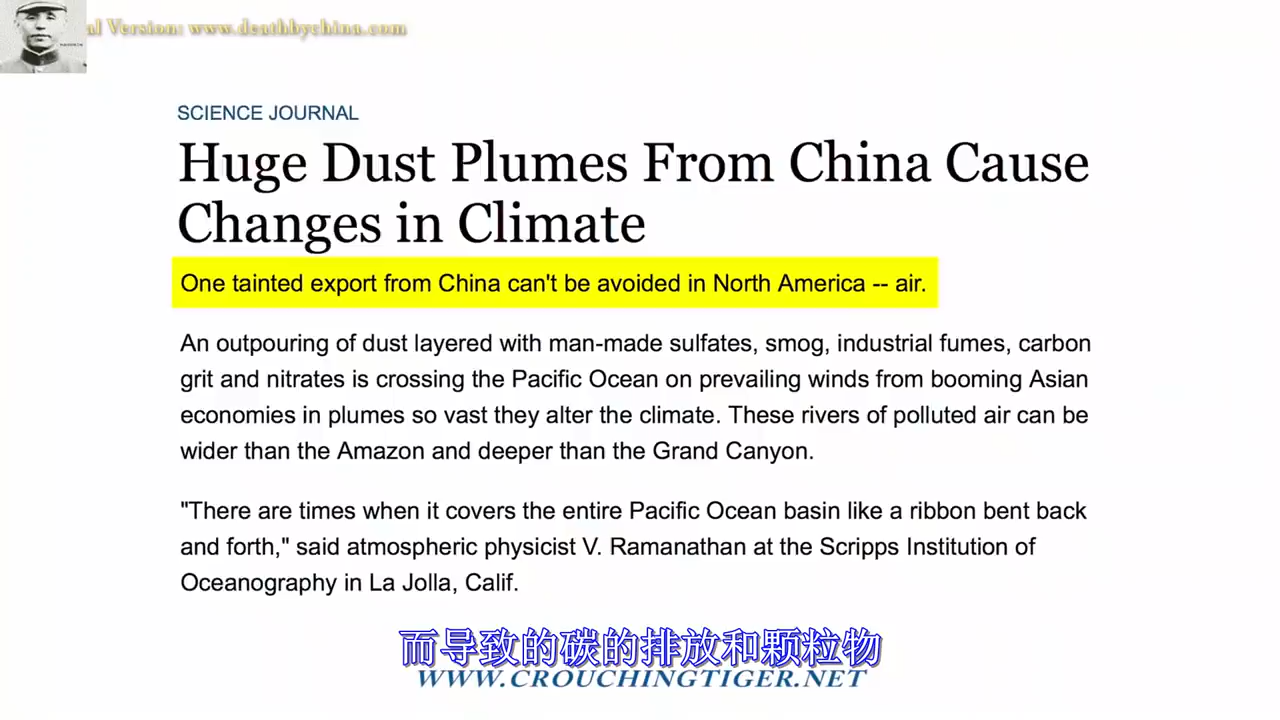 al Version: www.deathbychina.com
SCIENCE JOURNAL
Huge Dust Plumes From China Cause
Changes in Climate
One tainted export from China can't be avoided in North America -- air.
An outpouring of dust layered with man-made sulfates, smog, industrial fumes, carbon
grit and nitrates is crossing the Pacific Ocean on prevailing winds from booming Asian
economies in plumes so vast they alter the climate. These rivers of polluted air can be
wider than the Amazon and deeper than the Grand Canyon.
"There are times when it covers the entire Pacific Ocean basin like a ribbon bent back
and forth," said atmospheric physicist V. Ramanathan at the Scripps Institution of
Oceanography in La Jolla, Calif.
而导致的碳的排放和颗粒物
WWW.CROUCHINGTIGER.NET